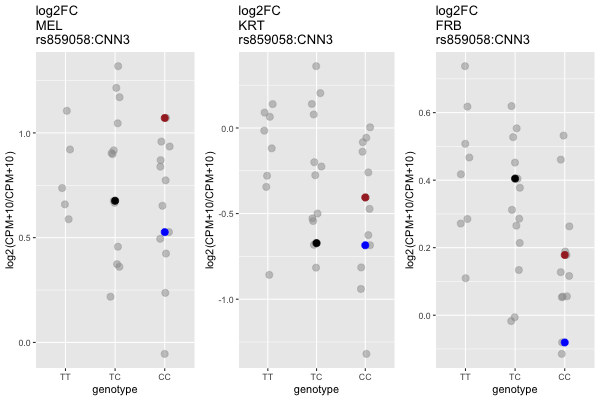 log2FC
MEL
rs859058:CNN3
log2(CPM+10/CPM+10)
1.0
0.5
0.0
TT TC CC
genotype
log2FC
KRT
rs859058:CNN3
log2(CPM+10/CPM+10)
0.0
-0.5
-1.0
TT TC CC
genotype
log2FC
FRB
rs859058:CNN3
log2(CPM+10/CPM+10)
0.6
0.4
0.2
0.0
TT TC CC
genotype